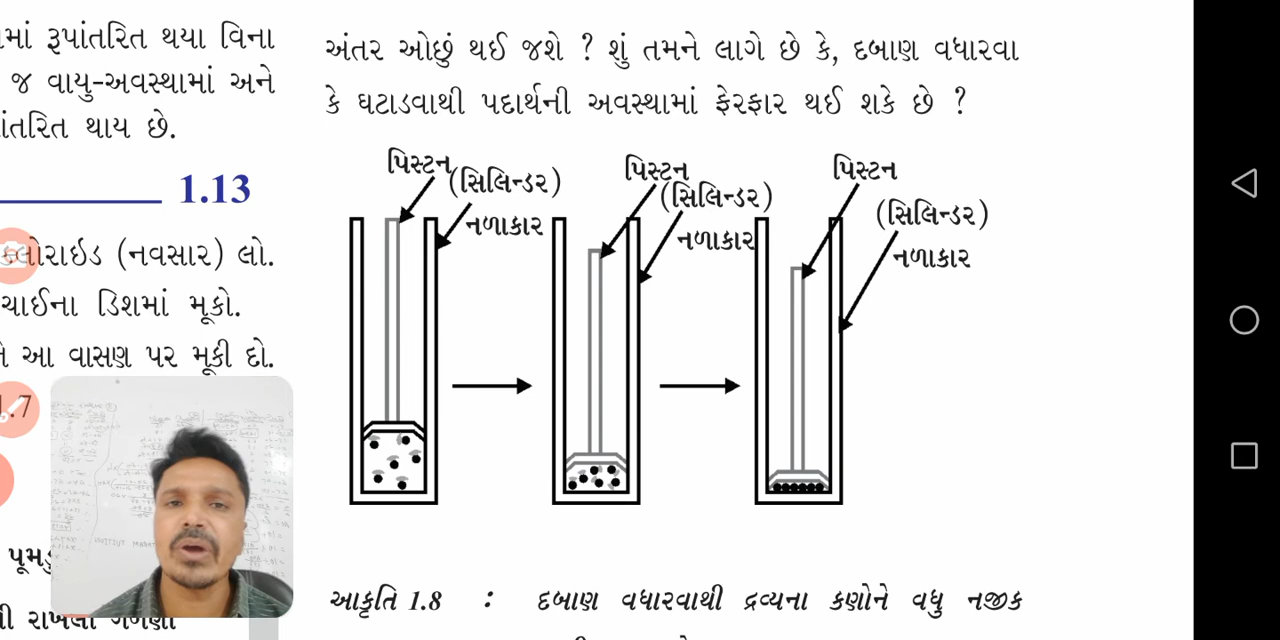 માં રૂપાંતરિત થયા વિના
જ વાયુ-અવસ્થામાં અને
ાંતરિત થાય છે.
1.13
ક્લોરાઇડ (નવસાર) લો.
ચાઈના ડિશમાં મૂકો.
આ વાસણ પર મૂકી દો.
1.7
અંતર ઓછું થઈ જશે ? શું તમને લાગે છે કે, દબાણ વધારવા
કે ઘટાડવાથી પદાર્થની અવસ્થામાં ફેરફાર થઈ શકે છે ?
પિસ્ટન
(સિલિન્ડર)
નળાકાર
પિસ્ટન
(સિલિન્ડર)
નળાકાર
પિસ્ટન
(સિલિન્ડર)
નળાકાર
આકૃતિ 1.8 : દબાણ વધારવાથી દ્રવ્યના કણોને વધુ નજીક